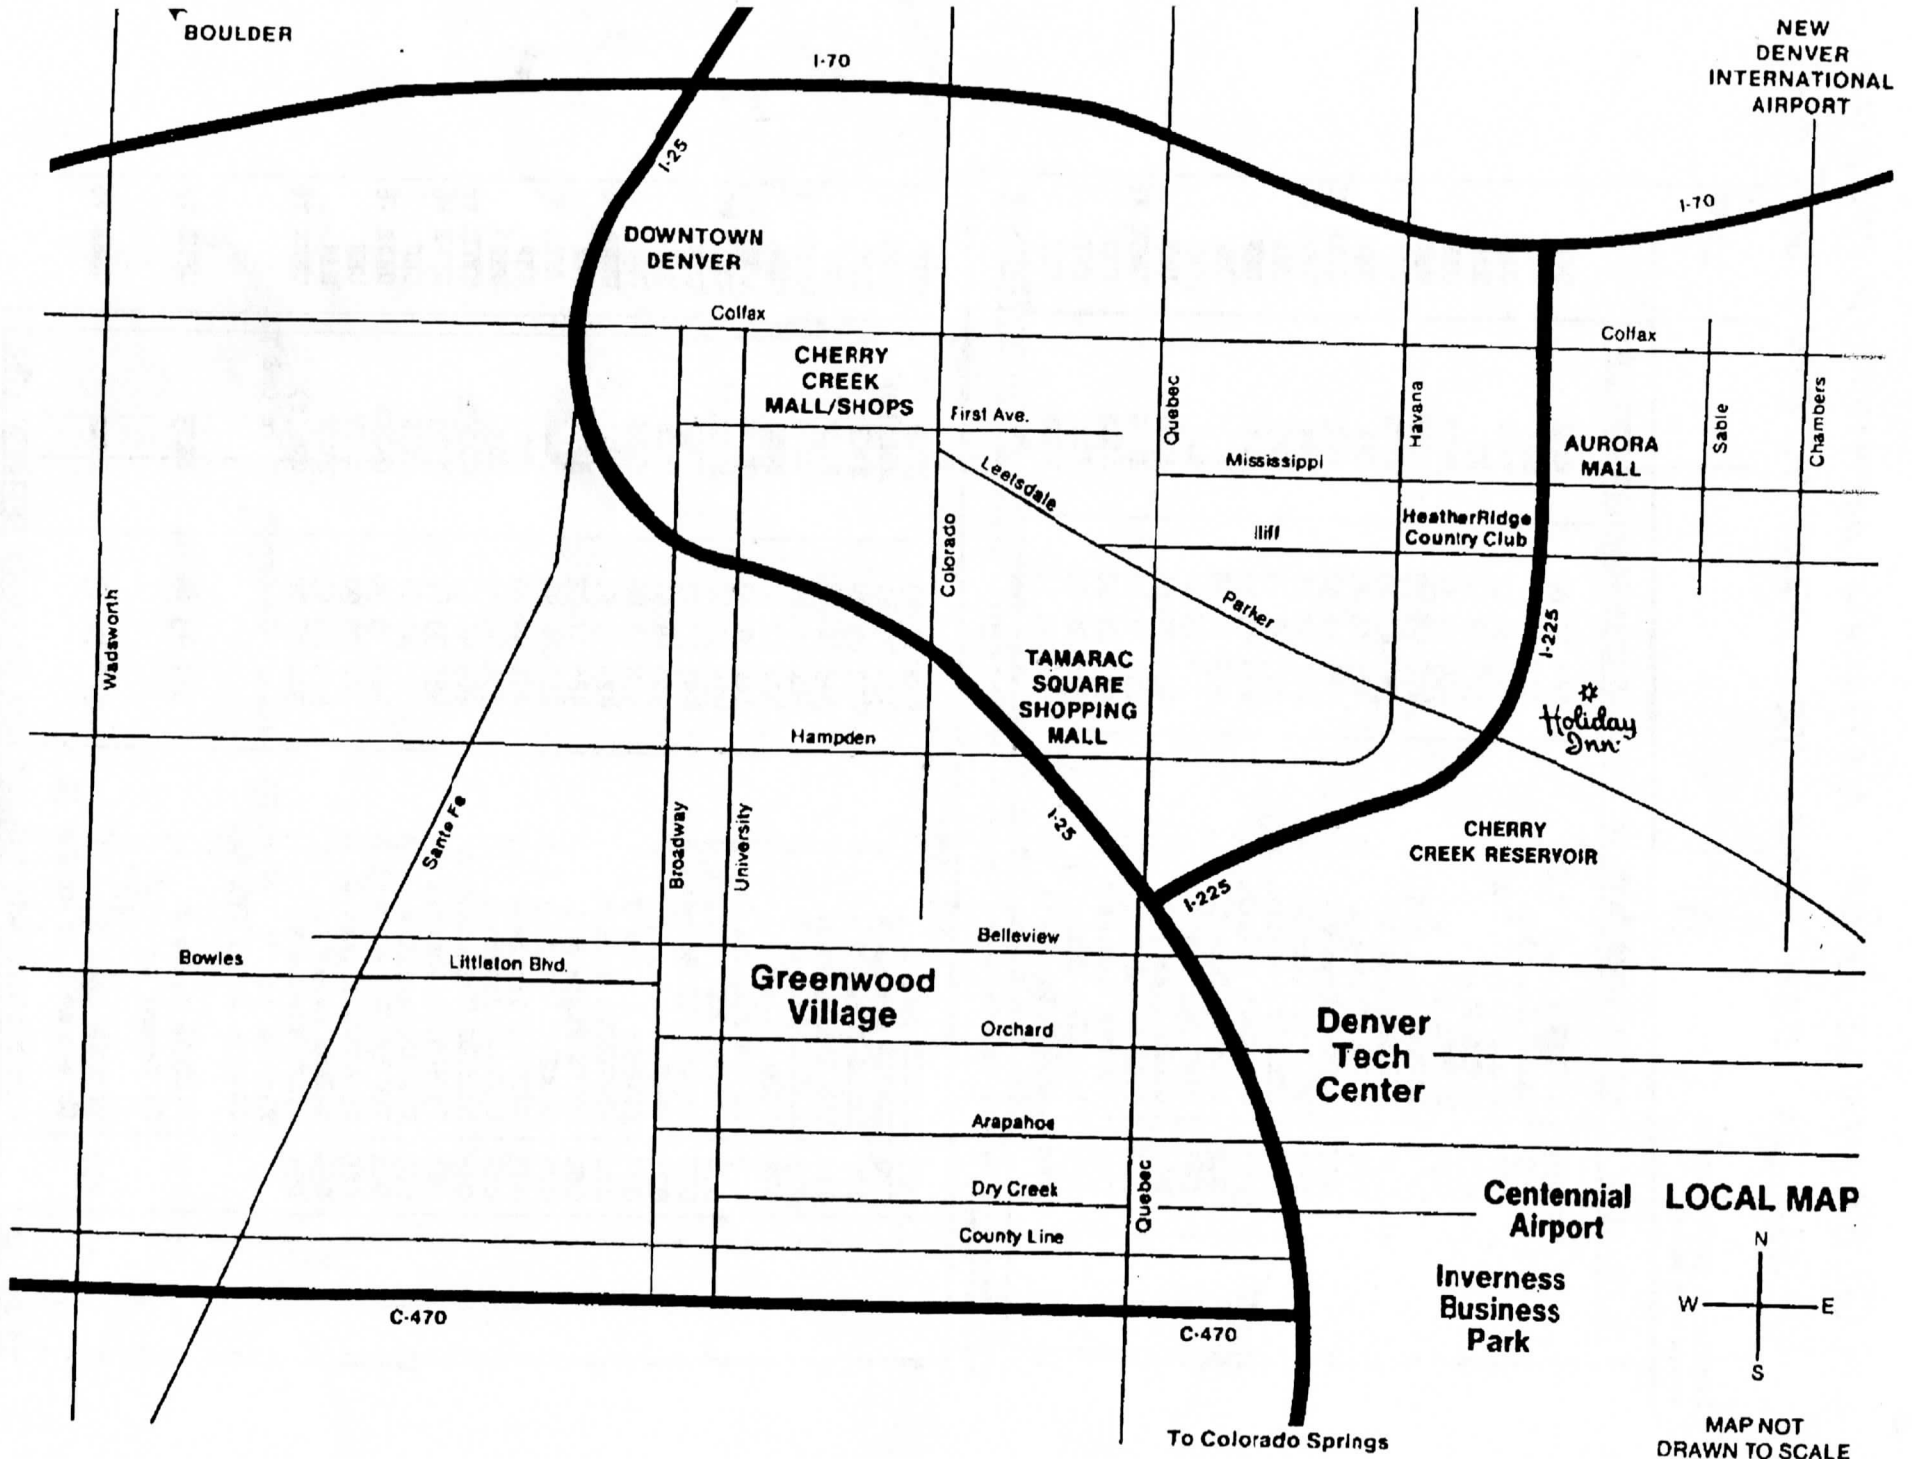 BOULDER
NEW
DENVER
INTERNATIONAL
AIRPORT
I-70
I-25
I-70
DOWNTOWN
DENVER
Colfax
Colfax
CHERRY
CREEK
MALL/SHOPS
First Ave.
Quebec
Havana
Sable
Chambers
AURORA
MALL
Mississippi
Leetsdale
HeatherRidge
Country Club
Iliff
Colorado
Wadsworth
Parker
I-225
TAMARAC
SQUARE
SHOPPING
MALL
Holiday
Inn
Hampden
Sante Fe
Broadway
University
I-25
CHERRY
CREEK RESERVOIR
I-225
Belleview
Bowles
Littleton Blvd.
Greenwood
Village
Orchard
Denver
Tech
Center
Arapahoe
Dry Creek
Quebec
Centennial
Airport
LOCAL MAP
County Line
N
W
E
S
Inverness
Business
Park
C-470
C-470
To Colorado Springs
MAP NOT
DRAWN TO SCALE